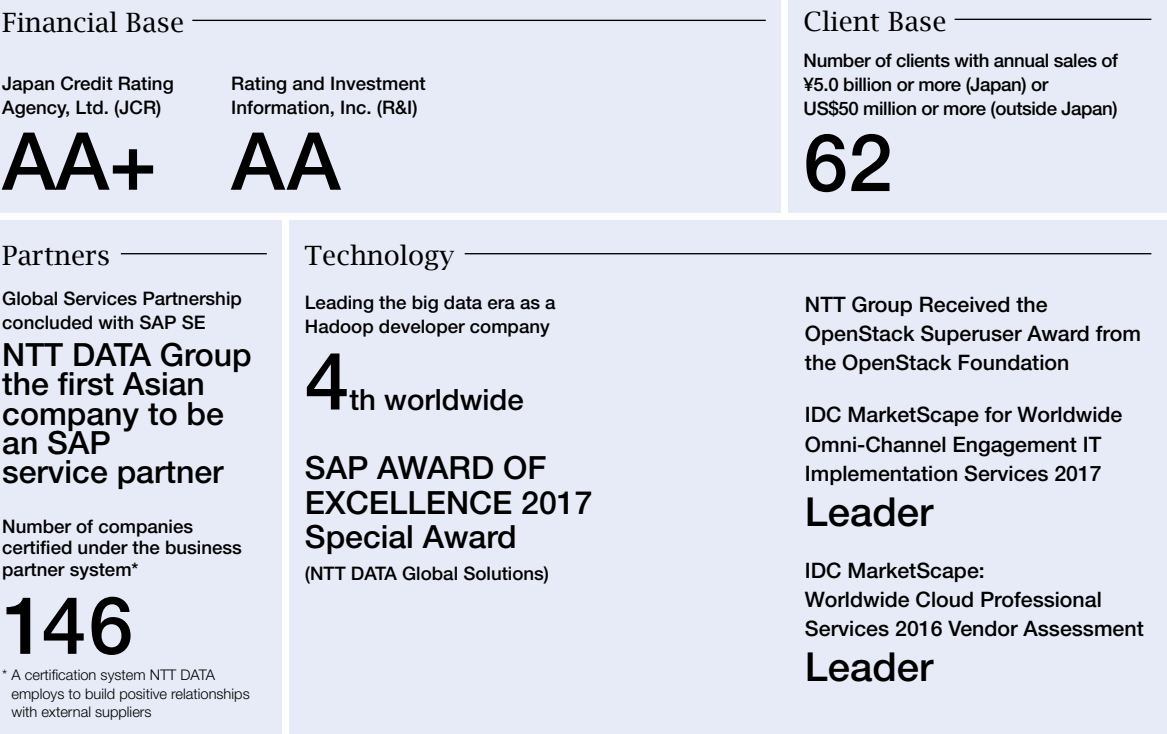 Financial Base
Japan Credit Rating
Agency, Ltd. (JCR)
AA+
Rating and Investment
Information, Inc. (R&I)
AA
Client Base
Number of clients with annual sales of
¥5.0 billion or more (Japan) or
US$50 million or more (outside Japan)
62
Partners
Global Services Partnership
concluded with SAP SE
NTT DATA Group
the first Asian
company to be
an SAP
service partner
Number of companies
certified under the business
partner system*
146
* A certification system NTT DATA
employs to build positive relationships
with external suppliers
Technology
Leading the big data era as a
Hadoop developer company
4th worldwide
SAP AWARD OF
EXCELLENCE 2017
Special Award
(NTT DATA Global Solutions)
NTT Group Received the
OpenStack Superuser Award from
the OpenStack Foundation
IDC MarketScape for Worldwide
Omni-Channel Engagement IT
Implementation Services 2017
Leader
IDC MarketScape:
Worldwide Cloud Professional
Services 2016 Vendor Assessment
Leader